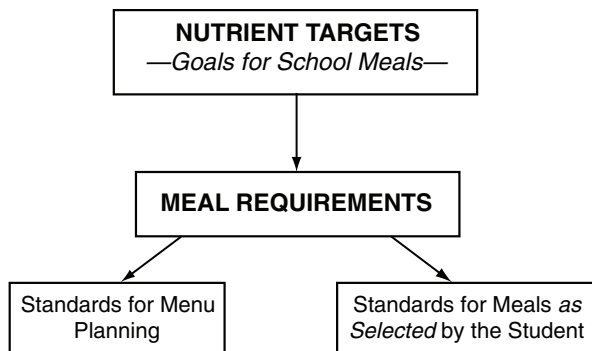 NUTRIENT TARGETS
—Goals for School Meals—
MEAL REQUIREMENTS
Standards for Menu
Planning
Standards for Meals as
Selected by the Student